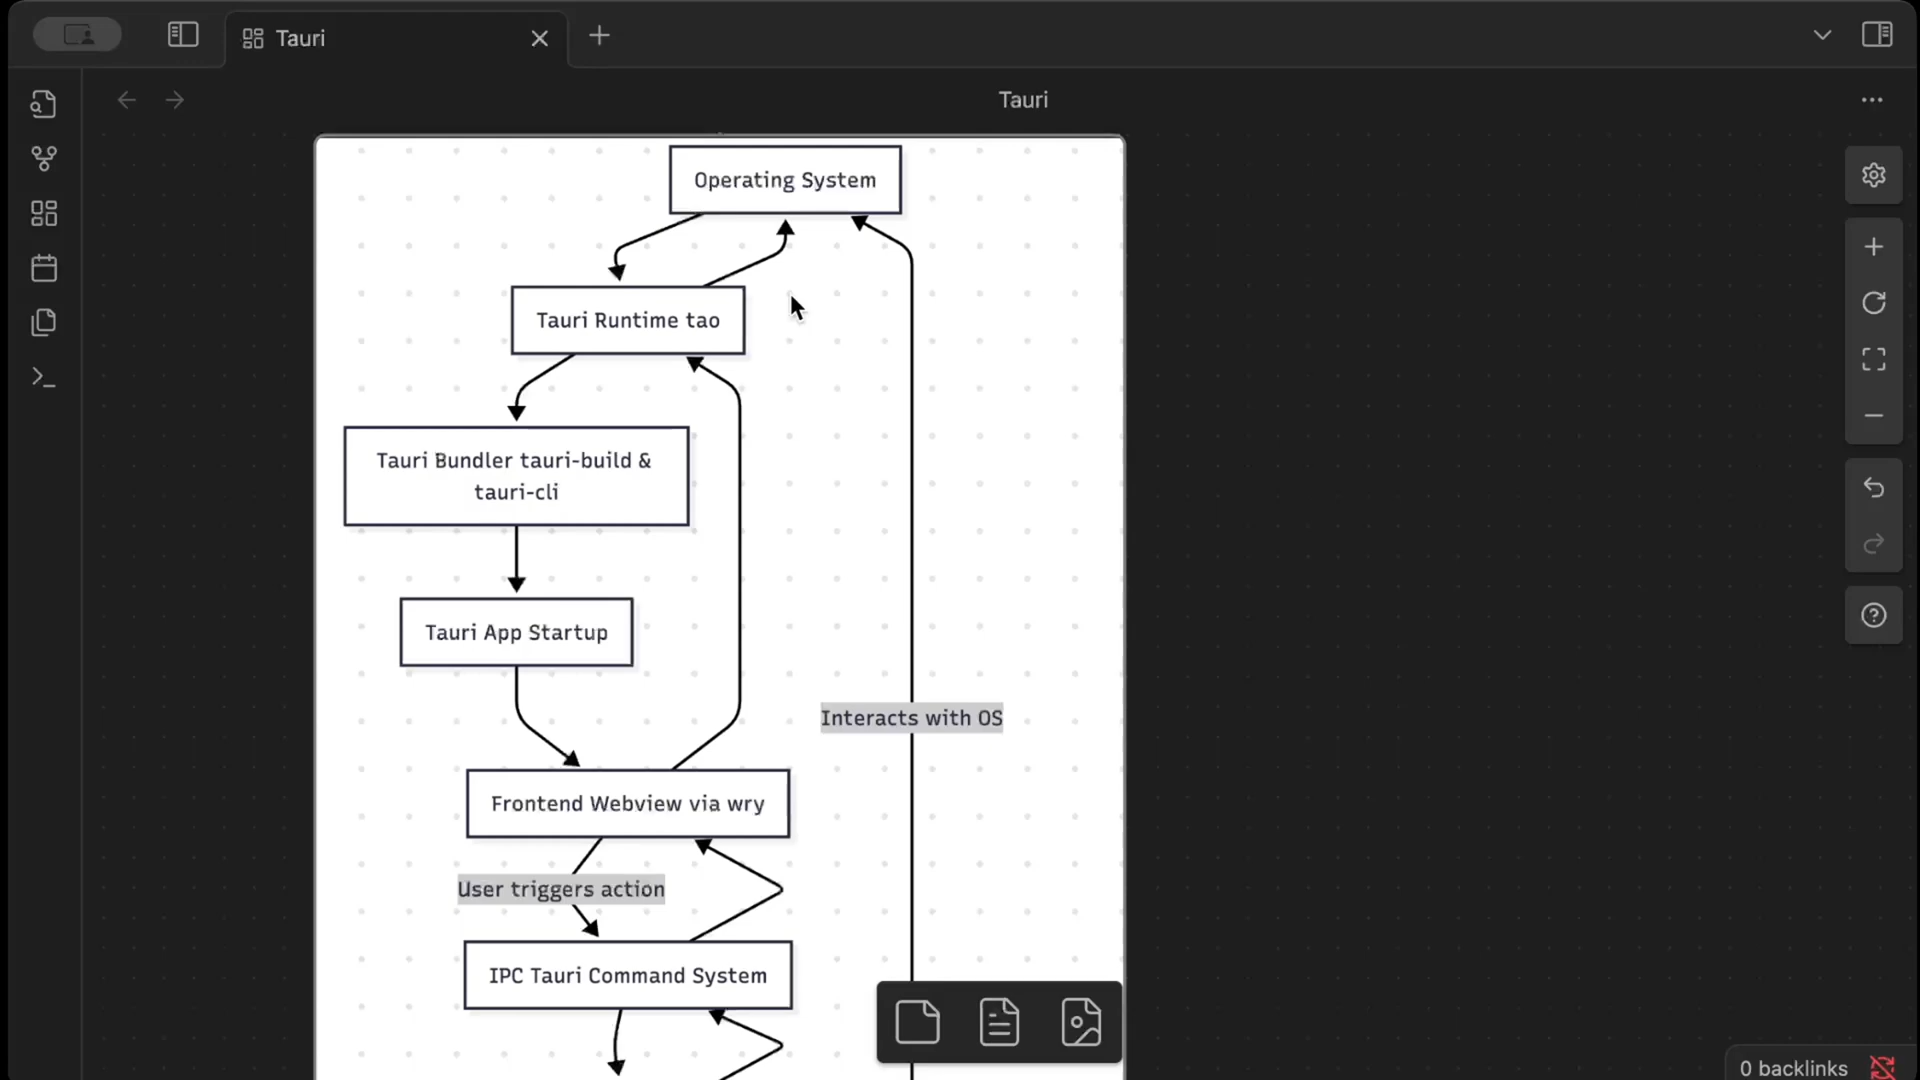 Tauri
Tauri
Operating System
Tauri Runtime tao
Tauri Bundler tauri-build &
tauri-cli
Tauri App Startup
Interacts with OS
Frontend Webview via wry
User triggers action
IPC Tauri Command System
0 backlinks